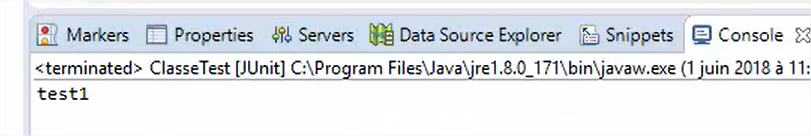 Markers Properties Servers Data Source Explorer Snippets Console
<terminated> ClasseTest [JUnit] C:\Program Files\Java\jre1.8.0_171\bin\javaw.exe (1 juin 2018 à 11:
test1